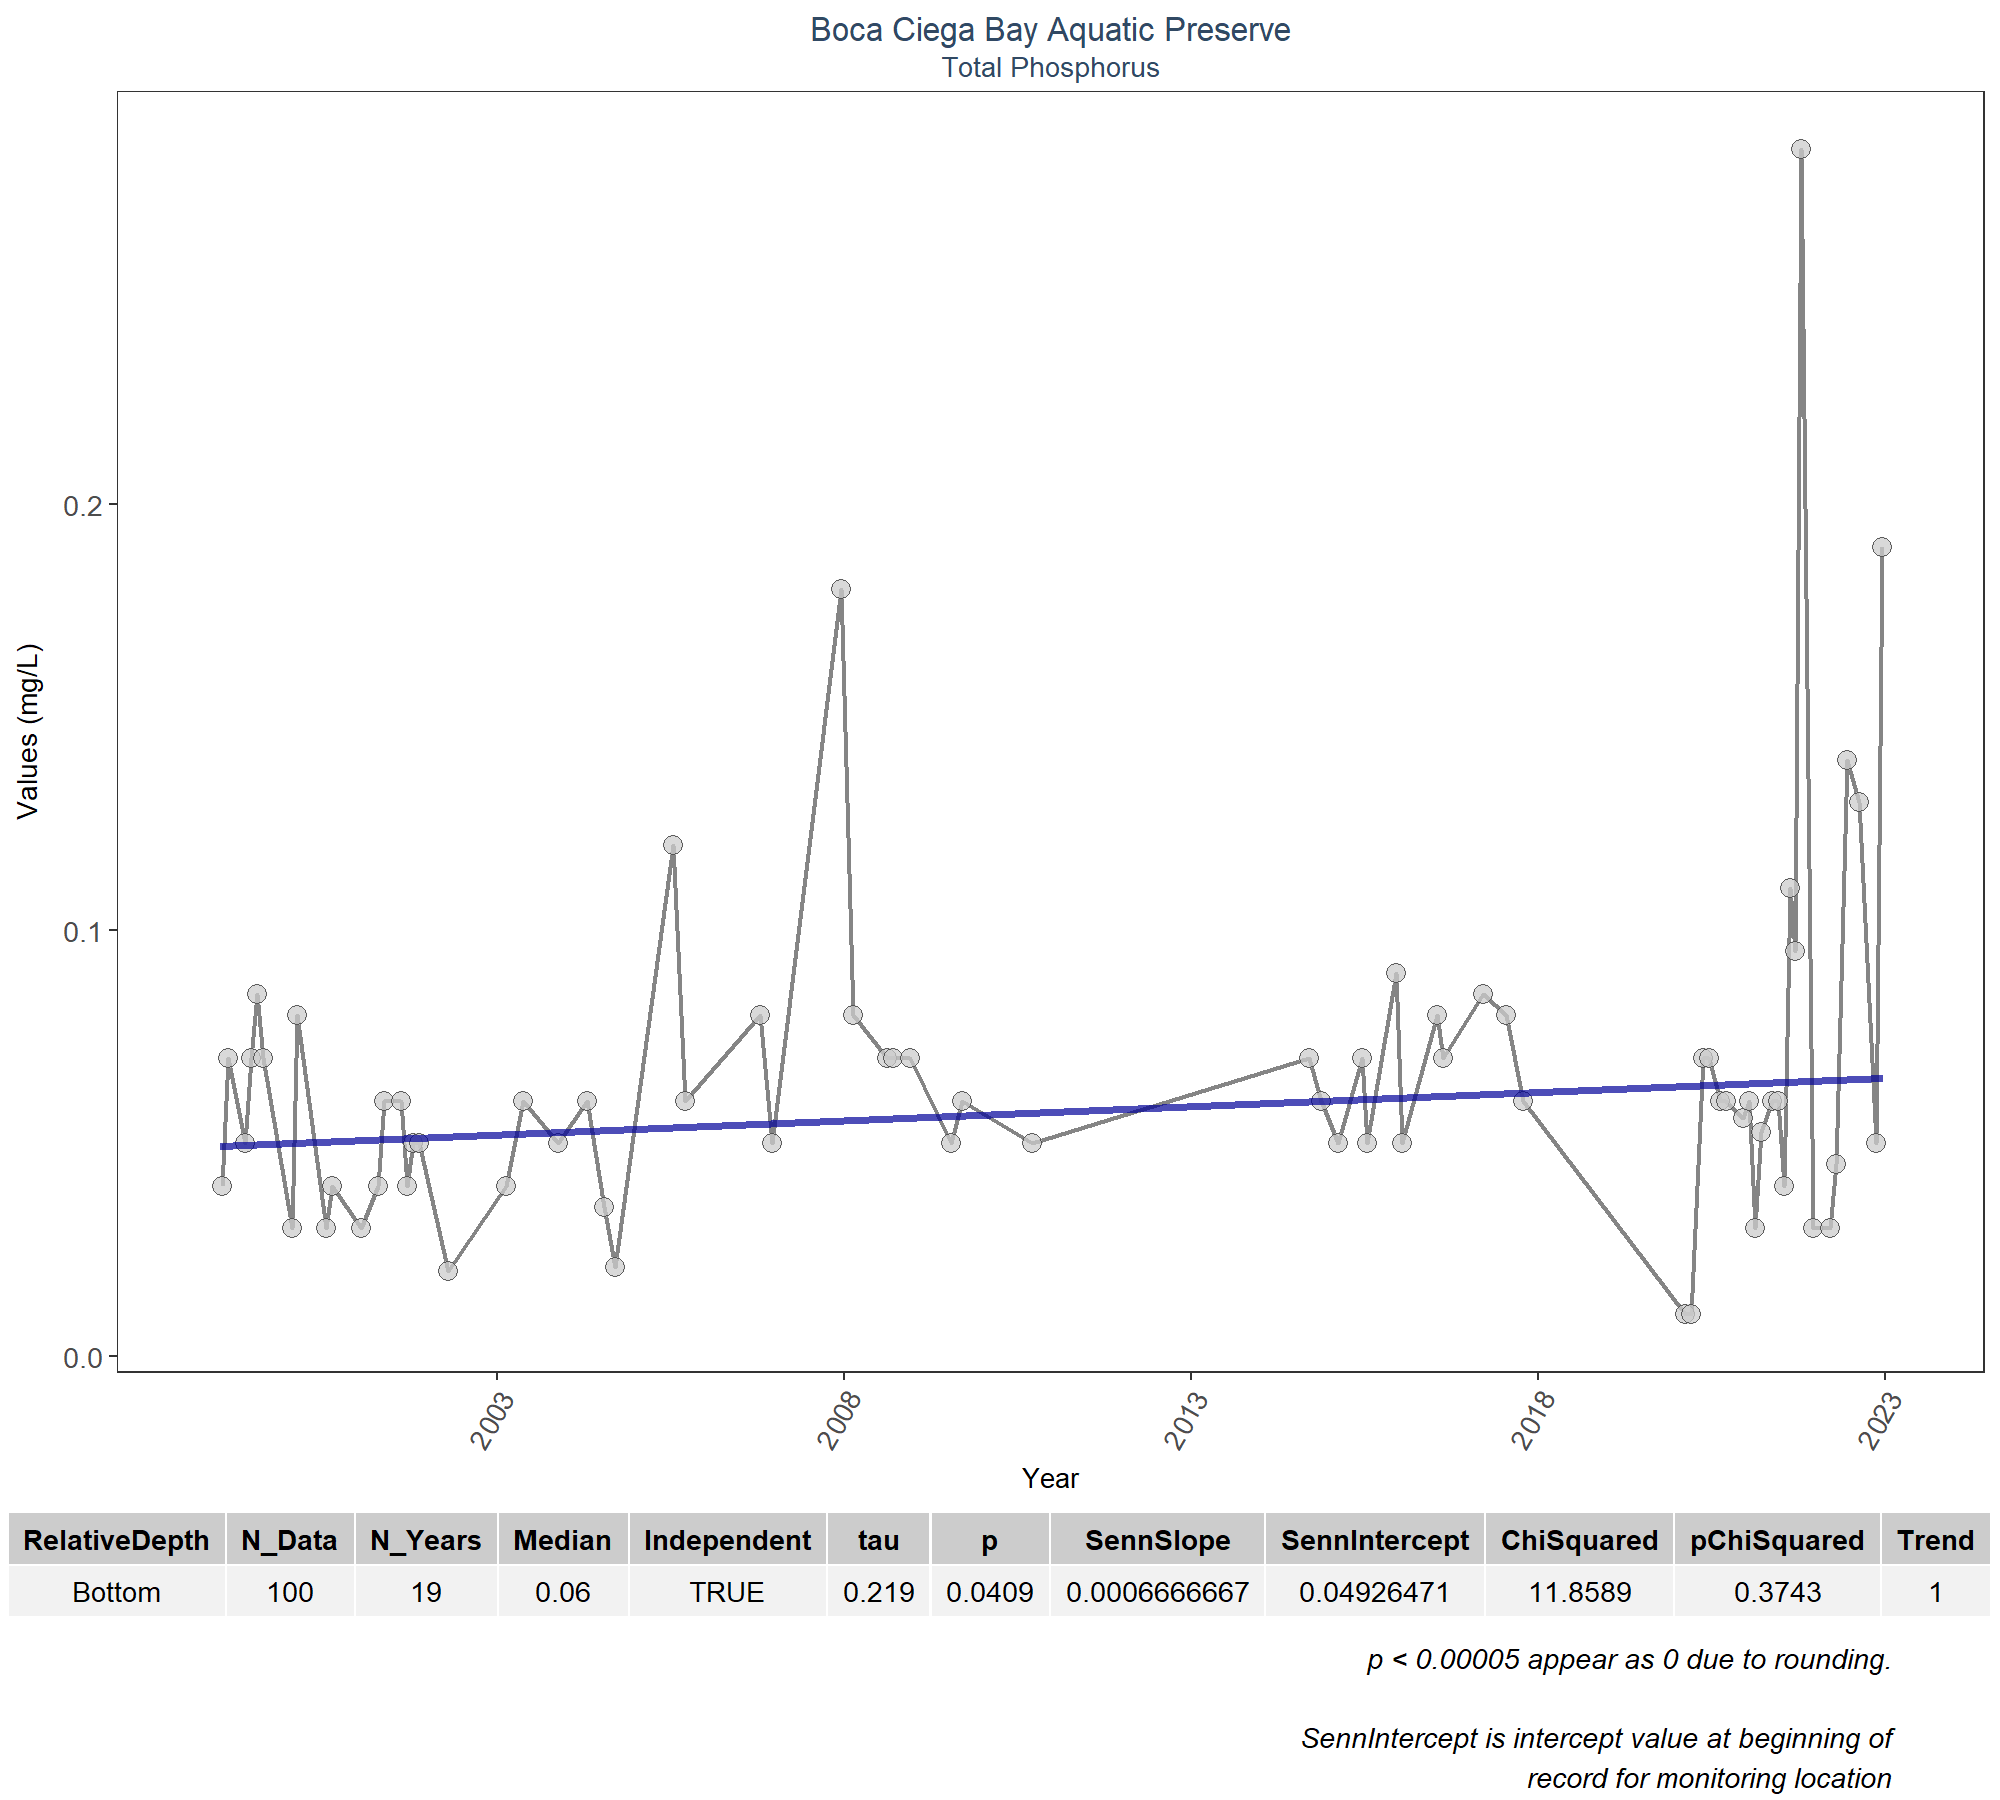 Boca Ciega Bay Aquatic Preserve
Total Phosphorus
Values (mg/L)
0.2
0.1
0.0
2003 2008 2013 2018 2023
Year
RelativeDepth N_Data N_Years Median Independent tau p SennSlope SennIntercept ChiSquared pChiSquared Trend
Bottom 100 19 0.06 TRUE 0.219 0.0409 0.0006666667 0.04926471 11.8589 0.3743 1
p < 0.00005 appear as 0 due to rounding.
SennIntercept is intercept value at beginning of
record for monitoring location